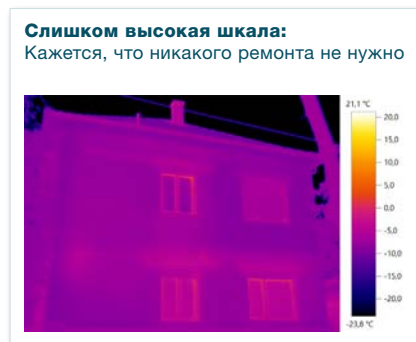 Слишком высокая шкала:
Кажется, что никакого ремонта не нужно
21,1 °C
20,0
15,0
10,0
5,0
0,0
-5,0
-10,0
-15,0
-20,0
-23,8 °C